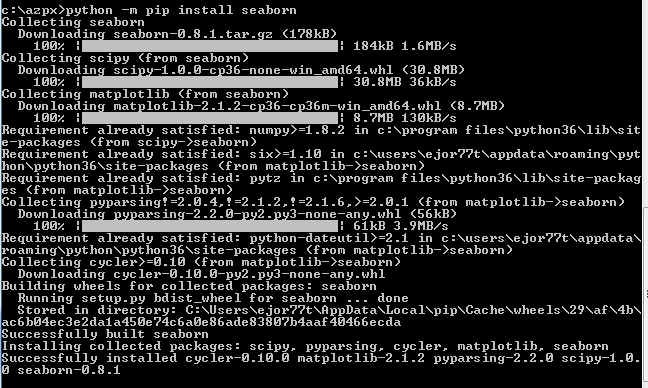 c:\azpx>python -m pip install seaborn
Collecting seaborn
  Downloading seaborn-0.8.1.tar.gz (178kB)
    100% |████████████████████████████████| 184kB 1.6MB/s
Collecting scipy (from seaborn)
  Downloading scipy-1.0.0-cp36-none-win_amd64.whl (30.8MB)
    100% |████████████████████████████████| 30.8MB 36kB/s
Collecting matplotlib (from seaborn)
  Downloading matplotlib-2.1.2-cp36-cp36m-win_amd64.whl (8.7MB)
    100% |████████████████████████████████| 8.7MB 130kB/s
Requirement already satisfied: numpy>=1.8.2 in c:\program files\python36\lib\sit
e-packages (from scipy->seaborn)
Requirement already satisfied: six>=1.10 in c:\users\ejor77t\appdata\roaming\pyt
hon\python36\site-packages (from matplotlib->seaborn)
Requirement already satisfied: pytz in c:\program files\python36\lib\site-packag
es (from matplotlib->seaborn)
Collecting pyparsing!=2.0.4,!=2.1.2,!=2.1.6,>=2.0.1 (from matplotlib->seaborn)
  Downloading pyparsing-2.2.0-py2.py3-none-any.whl (56kB)
    100% |████████████████████████████████| 61kB 3.9MB/s
Requirement already satisfied: python-dateutil>=2.1 in c:\users\ejor77t\appdata\
roaming\python\python36\site-packages (from matplotlib->seaborn)
Collecting cycler>=0.10 (from matplotlib->seaborn)
  Downloading cycler-0.10.0-py2.py3-none-any.whl
Building wheels for collected packages: seaborn
  Running setup.py bdist_wheel for seaborn ... done
  Stored in directory: C:\Users\ejor77t\AppData\Local\pip\Cache\wheels\29\af\4b\
ac6b04ec3e2da1a450e74c6a0e86ade83807b4aaf40466ecda
Successfully built seaborn
Installing collected packages: scipy, pyparsing, cycler, matplotlib, seaborn
Successfully installed cycler-0.10.0 matplotlib-2.1.2 pyparsing-2.2.0 scipy-1.0.
0 seaborn-0.8.1